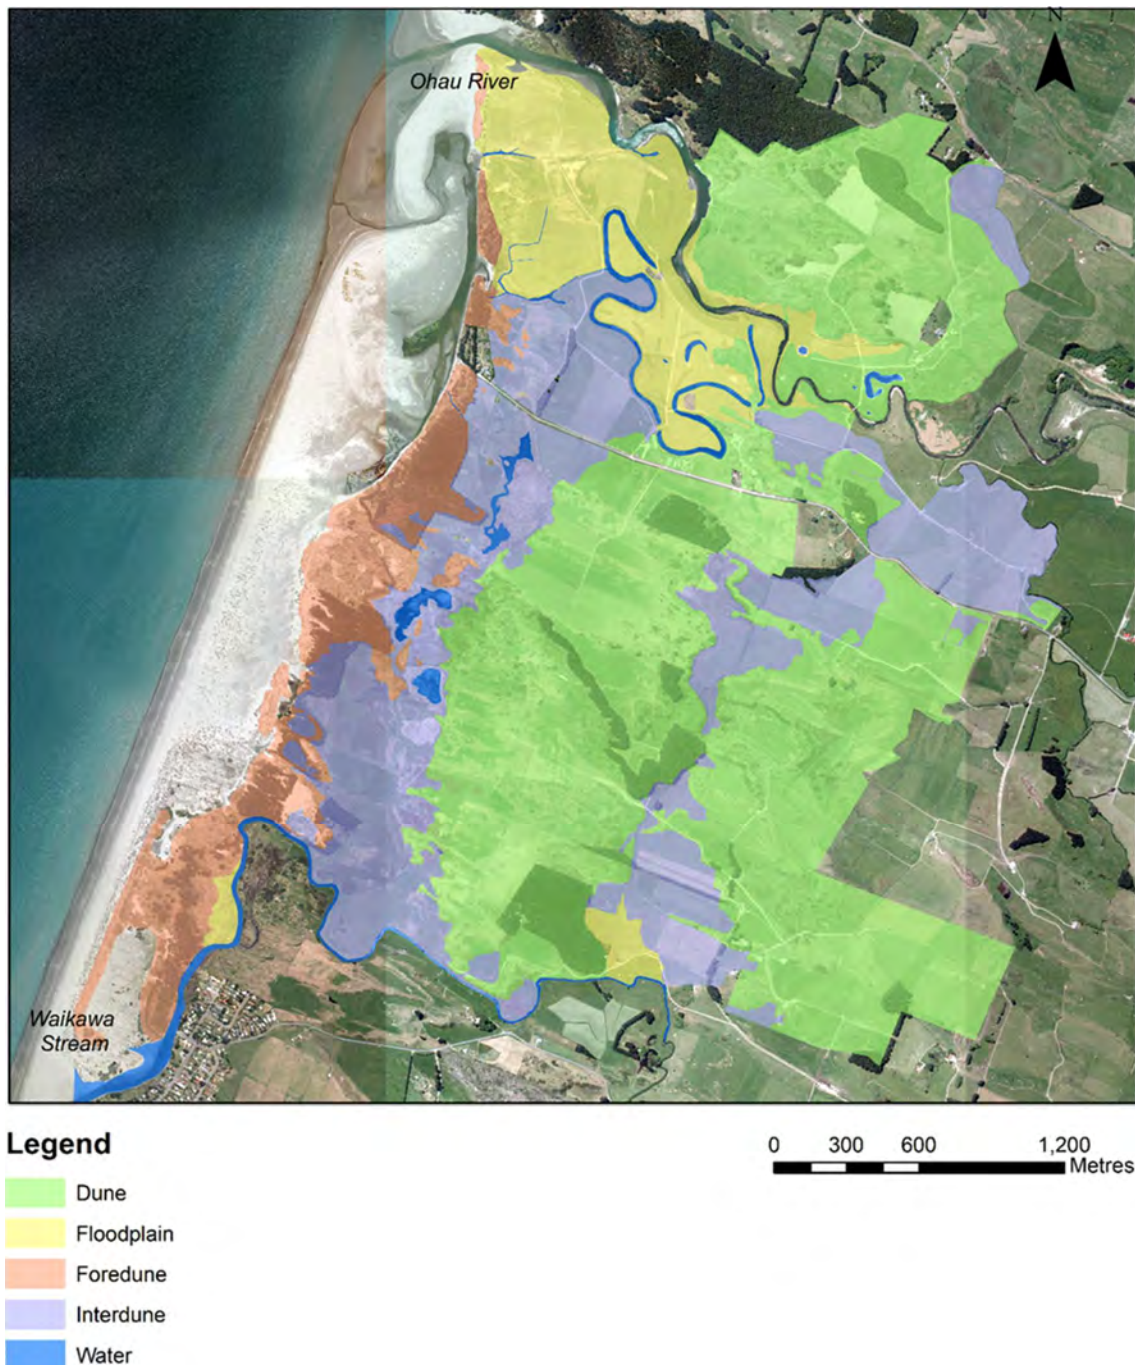 N
Ohau River
Waikawa
Stream
Legend
0 300 600 1,200
Metres
Dune
Floodplain
Foredune
Interdune
Water